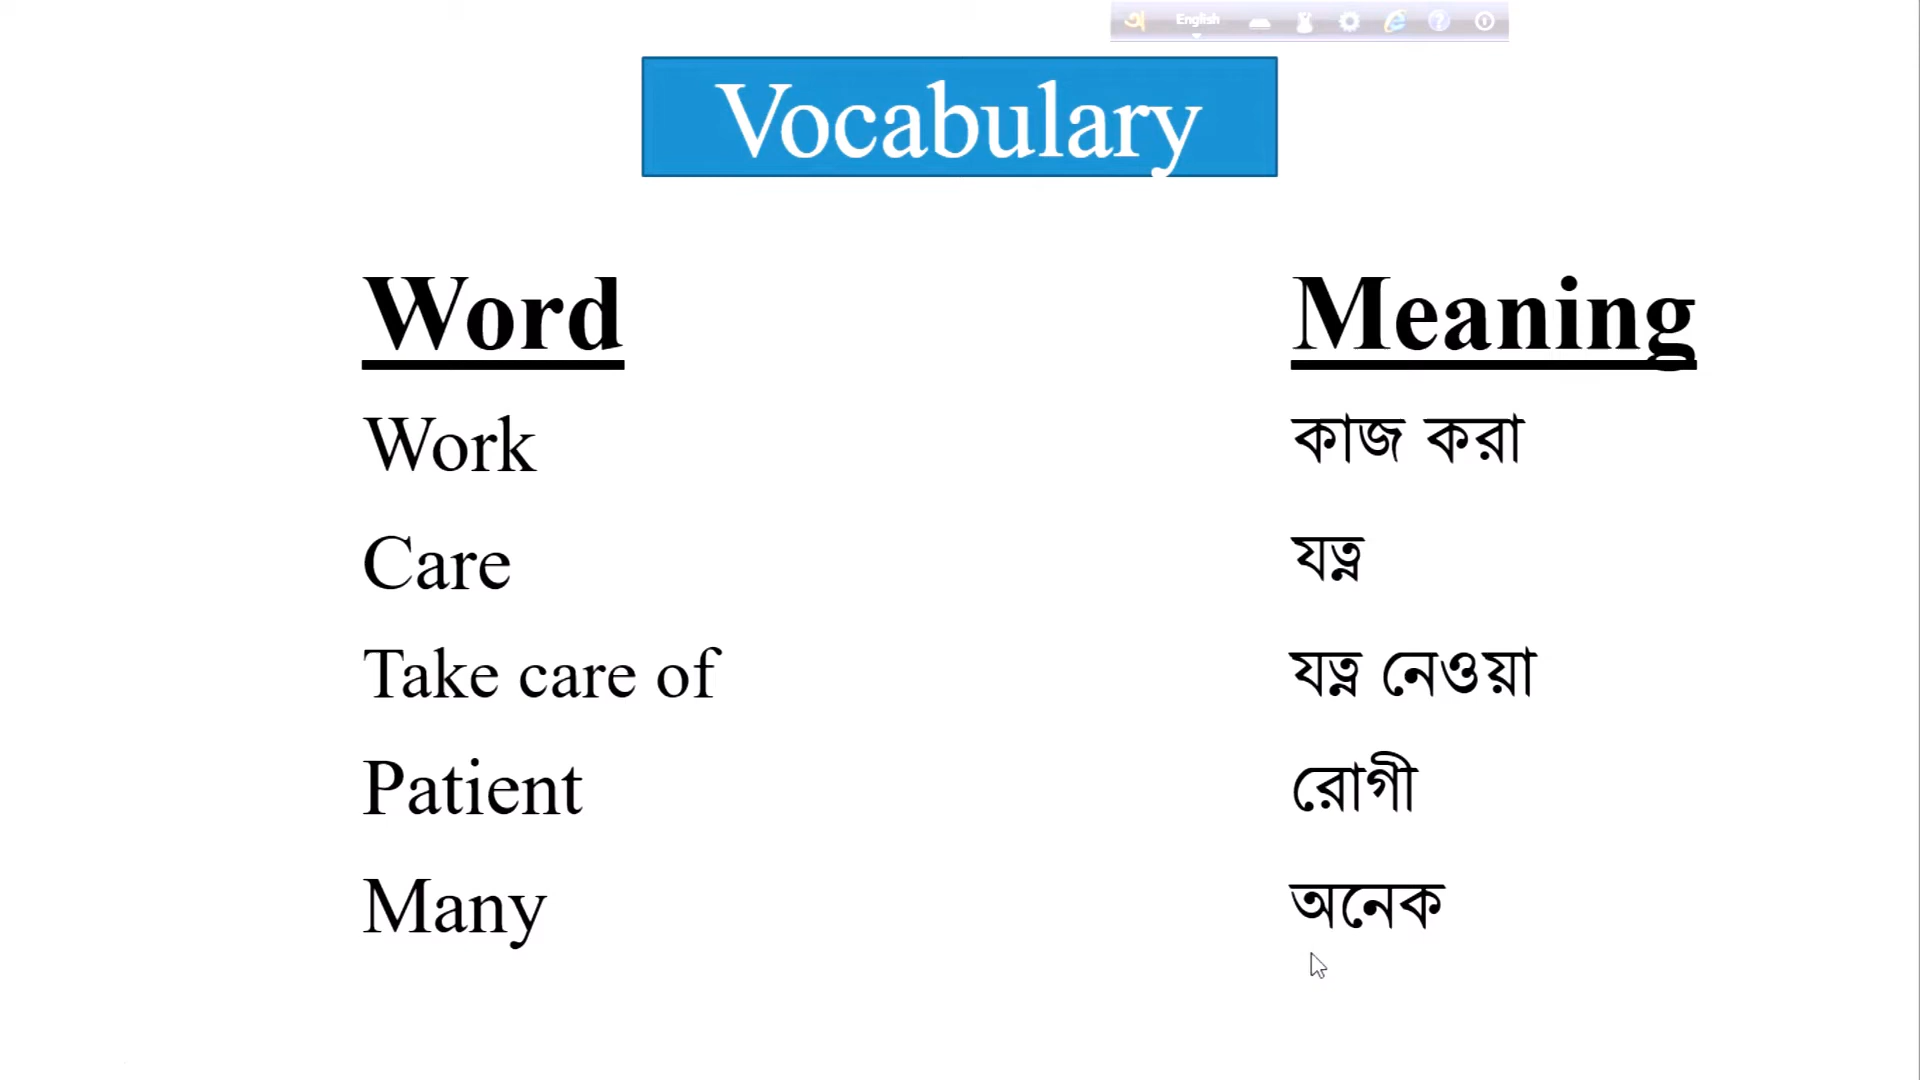 অ English
Vocabulary
Word Meaning
Work কাজ করা
Care যত্ন
Take care of যত্ন নেওয়া
Patient রোগী
Many অনেক